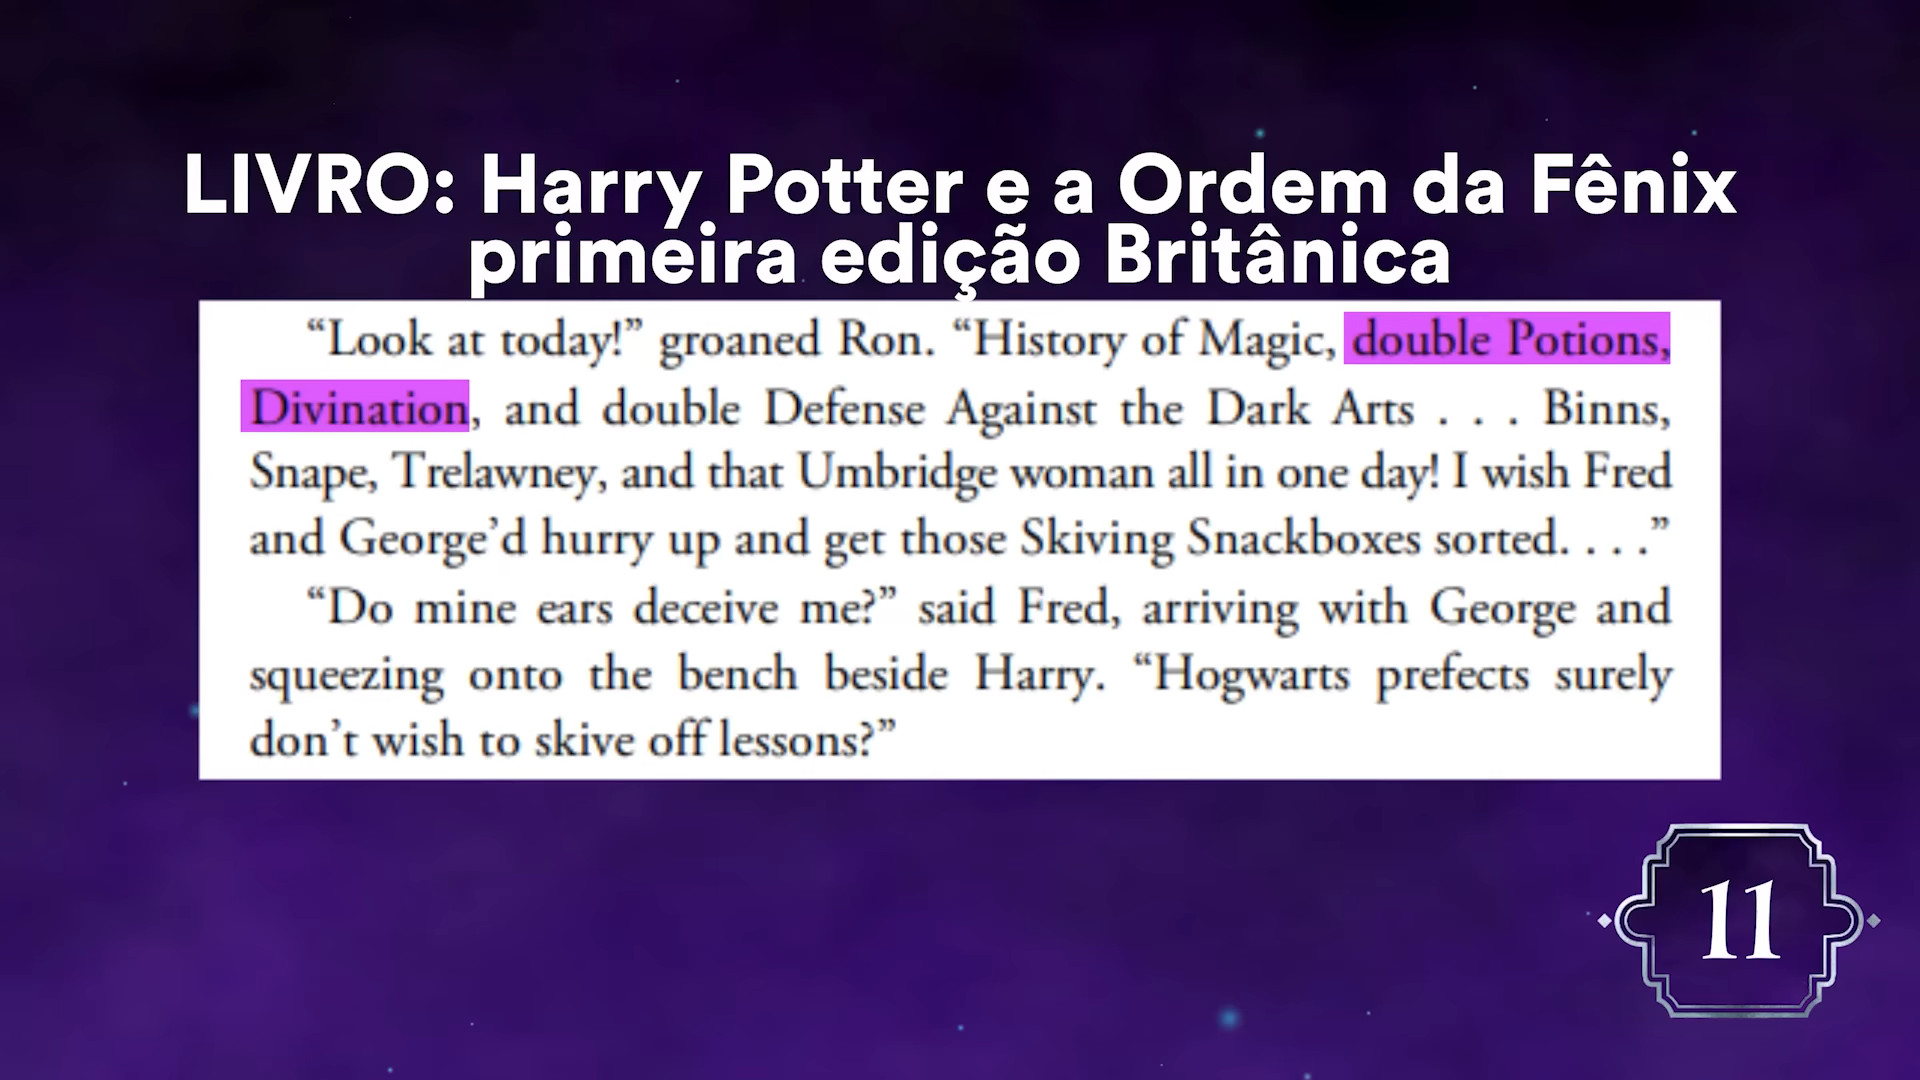 LIVRO: Harry Potter e a Ordem da Fênix
primeira edição Britânica
“Look at today!” groaned Ron. “History of Magic, double Potions,
Divination, and double Defense Against the Dark Arts . . . Binns,
Snape, Trelawney, and that Umbridge woman all in one day! I wish Fred
and George’d hurry up and get those Skiving Snackboxes sorted. . . .”
“Do mine ears deceive me?” said Fred, arriving with George and
squeezing onto the bench beside Harry. “Hogwarts prefects surely
don’t wish to skive off lessons?”
11